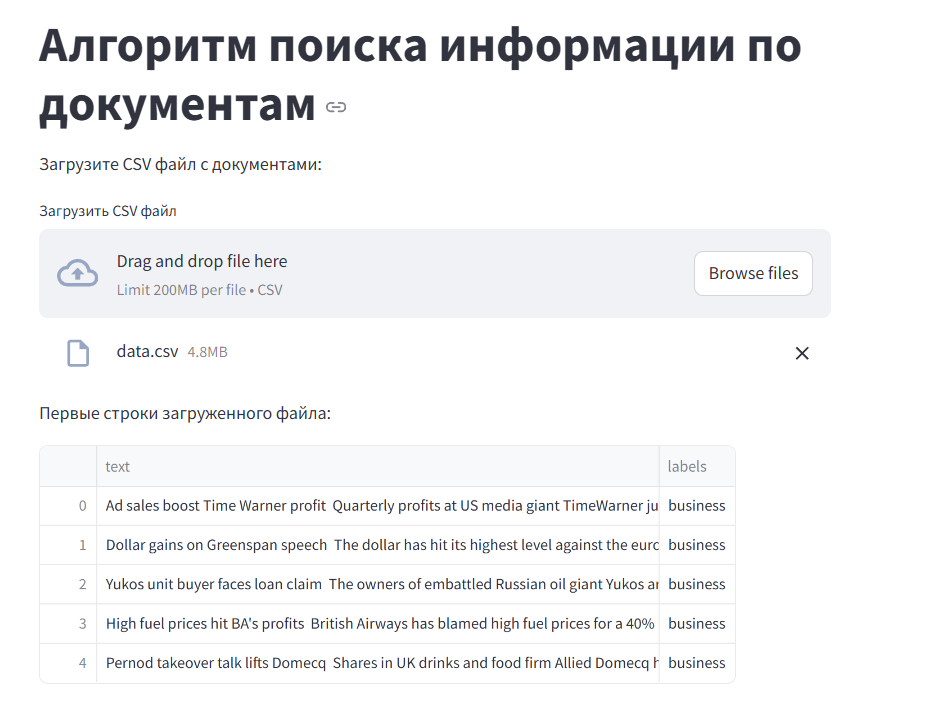 Алгоритм поиска информации по
документам
Загрузите CSV файл с документами:
Загрузить CSV файл
Drag and drop file here
Limit 200MB per file • CSV
Browse files
data.csv 4.8MB
Первые строки загруженного файла:
text labels
0 Ad sales boost Time Warner profit Quarterly profits at US media giant TimeWarner ju business
1 Dollar gains on Greenspan speech The dollar has hit its highest level against the euro business
2 Yukos unit buyer faces loan claim The owners of embattled Russian oil giant Yukos ar business
3 High fuel prices hit BA's profits British Airways has blamed high fuel prices for a 40% business
4 Pernod takeover talk lifts Domecq Shares in UK drinks and food firm Allied Domecq h business